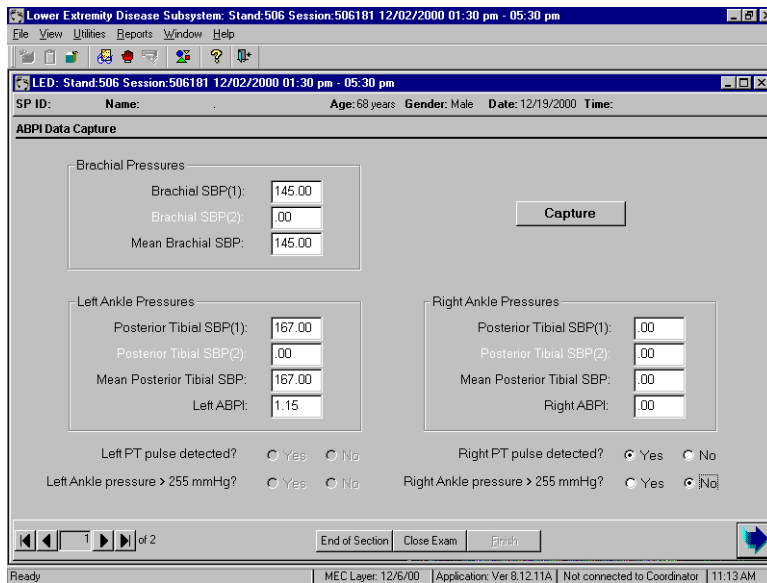 Lower Extremity Disease Subsystem: Stand:506 Session:506181 12/02/2000 01:30 pm - 05:30 pm
File View Utilities Reports Window Help
LED: Stand:506 Session:506181 12/02/2000 01:30 pm - 05:30 pm
SP ID: Name: . Age: 68 years Gender: Male Date: 12/19/2000 Time:
ABPI Data Capture
Brachial Pressures
Brachial SBP(1): 145.00
Capture
Brachial SBP(2): .00
Mean Brachial SBP: 145.00
Left Ankle Pressures Right Ankle Pressures
Posterior Tibial SBP(1): 167.00 Posterior Tibial SBP(1): .00
Posterior Tibial SBP(2): .00 Posterior Tibial SBP(2): .00
Mean Posterior Tibial SBP: 167.00 Mean Posterior Tibial SBP: .00
Left ABPI: 1.15 Right ABPI: .00
Left PT pulse detected? Yes No Right PT pulse detected? Yes No
Left Ankle pressure > 255 mmHg? Yes No Right Ankle pressure > 255 mmHg? Yes No
1 of 2 End of Section Close Exam Finish
Ready MEC Layer: 12/6/00 Application: Ver 8.12.11A Not connected to Coordinator 11:13 AM